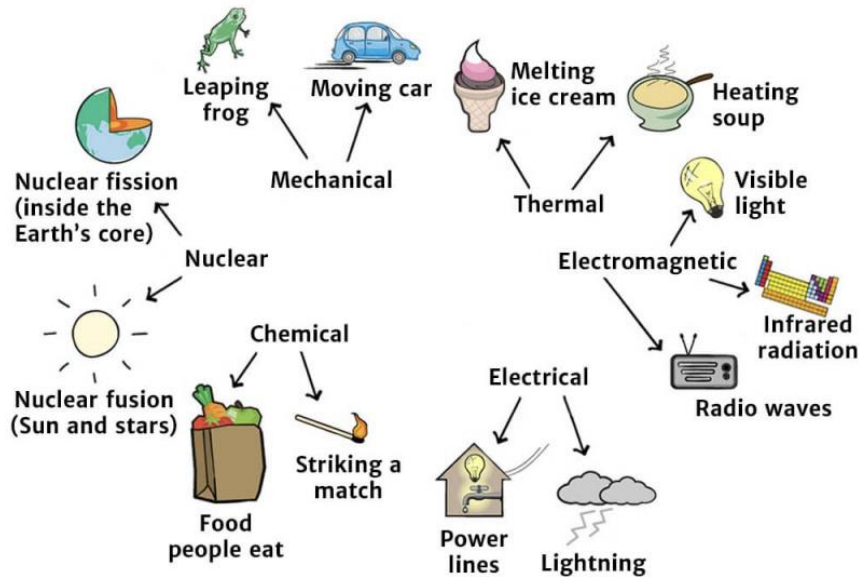 Leaping
frog
Moving car
Melting
ice cream
Heating
soup
Mechanical
Nuclear fission
(inside the
Earth's core)
Thermal
Visible
light
Nuclear
Electromagnetic
Infrared
radiation
Chemical
Nuclear fusion
(Sun and stars)
Electrical
Radio waves
Striking a
match
Food
people eat
Power
lines
Lightning